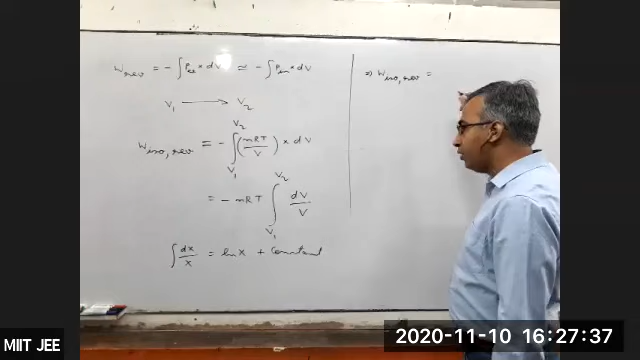 W_rev = - ∫ P_ex × dV ≃ - ∫ P_in × dV
V₁ → V₂
W_iso,rev = - ∫_{V₁}^{V₂} (nRT/V) × dV
= - nRT ∫_{V₁}^{V₂} dV/V
∫ dx/x = ln x + constant
⇒ W_iso,rev =
MIIT JEE
2020-11-10 16:27:37